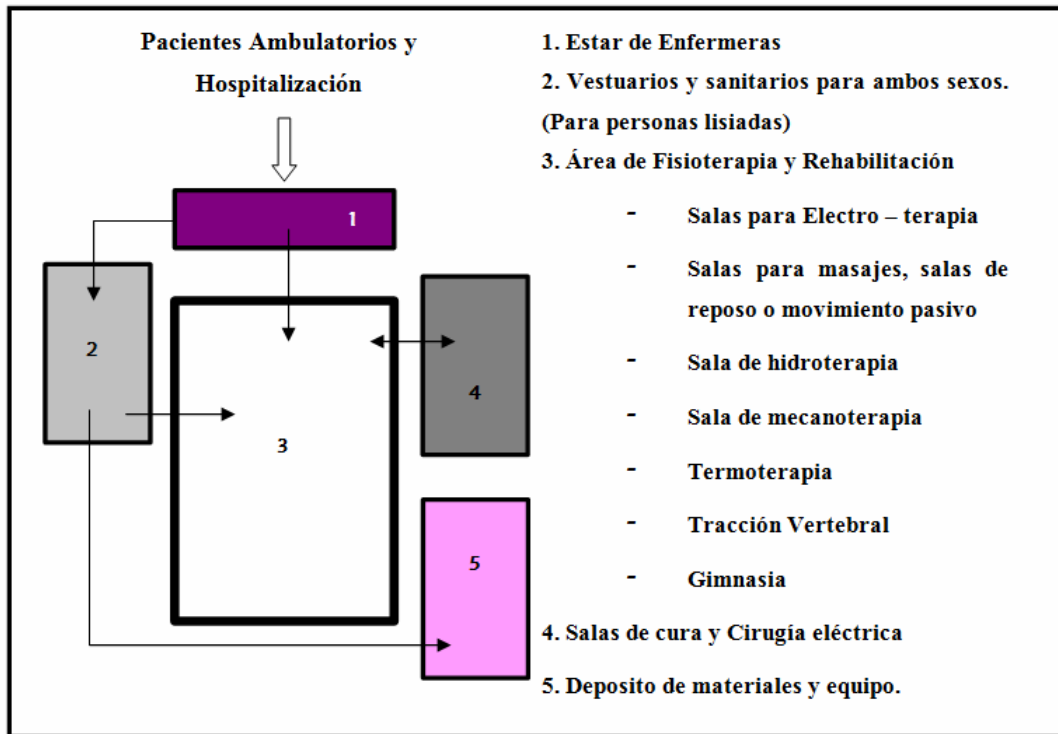 Pacientes Ambulatorios y
Hospitalización
1
2
3
4
5
1. Estar de Enfermeras
2. Vestuarios y sanitarios para ambos sexos.
(Para personas lisiadas)
3. Área de Fisioterapia y Rehabilitación
- Salas para Electro – terapia
- Salas para masajes, salas de
reposo o movimiento pasivo
- Sala de hidroterapia
- Sala de mecanoterapia
- Termoterapia
- Tracción Vertebral
- Gimnasia
4. Salas de cura y Cirugía eléctrica
5. Deposito de materiales y equipo.